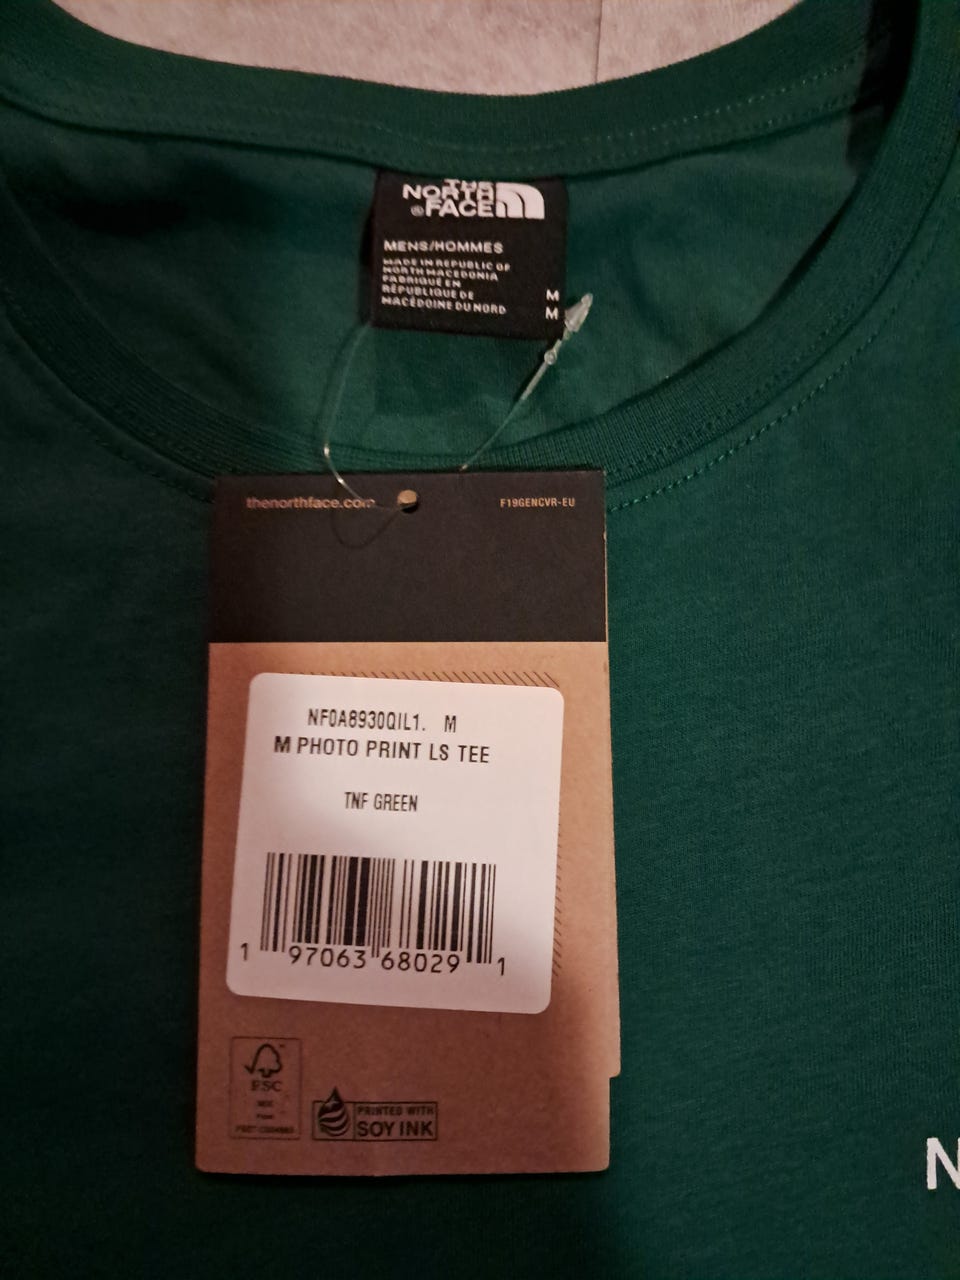 THE
NORTH
FACE
MENS/HOMMES
MADE IN REPUBLIC OF
NORTH MACEDONIA
FABRIQUÉ EN
RÉPUBLIQUE DE
MACÉDOINE DU NORD
M
M
thenorthface.com
F19GENCVR-EU
NF0A8930QIL1. M
M PHOTO PRINT LS TEE
TNF GREEN
1 97063 68029 1
FSC
MIX
PRINTED WITH
SOY INK
N